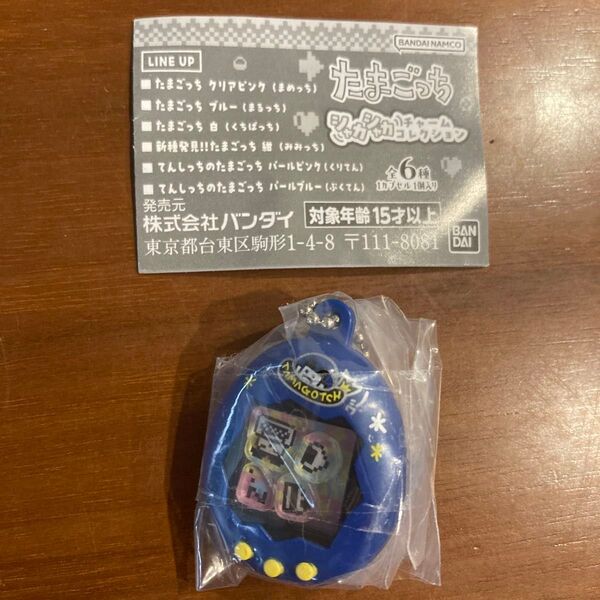 BANDAI NAMCO
LINE UP
たまごっち
たまごっち クリアピンク（まめっち）
たまごっち ブルー（まるっち）
たまごっち 白（くちぱっち）
新種発見!!たまごっち 紺（みみっち）
てんしっちのたまごっち パールピンク（くりてん）
てんしっちのたまごっち パールブルー（ぷくてん）
シャカシャカチャーム
コレクション
全6種
1カプセル1個入り
発売元
株式会社バンダイ
対象年齢15才以上
東京都台東区駒形1-4-8 〒111-8081
BAN
DAI
TAMAGOTCH